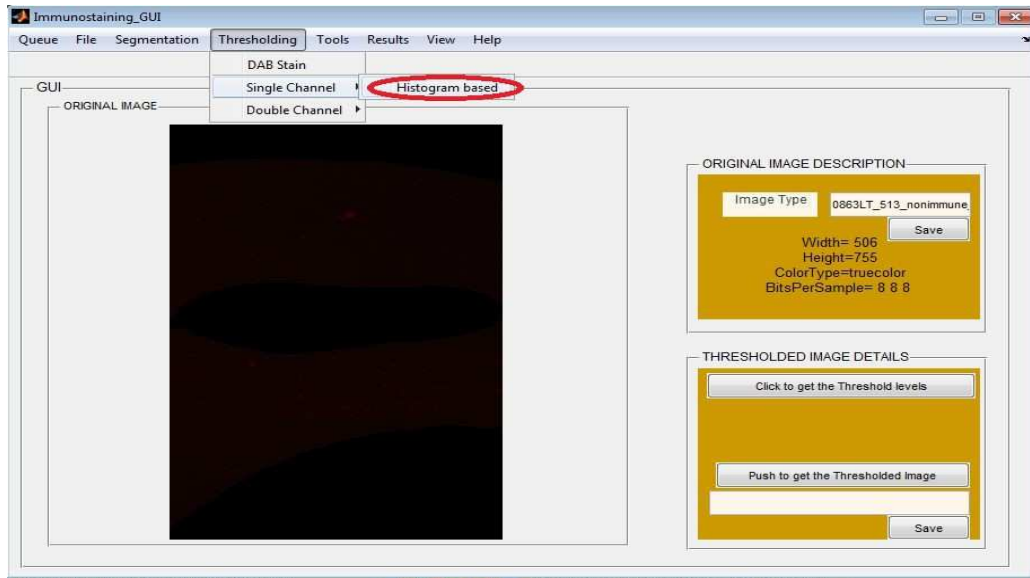 Immunostaining_GUI
Queue File Segmentation Thresholding Tools Results View Help
DAB Stain
Single Channel
Histogram based
Double Channel
GUI
ORIGINAL IMAGE
ORIGINAL IMAGE DESCRIPTION
Image Type
0863LT_513_nonimmune_
Save
Width= 506
Height=755
ColorType=truecolor
BitsPerSample= 8 8 8
THRESHOLDED IMAGE DETAILS
Click to get the Threshold levels
Push to get the Thresholded Image
Save